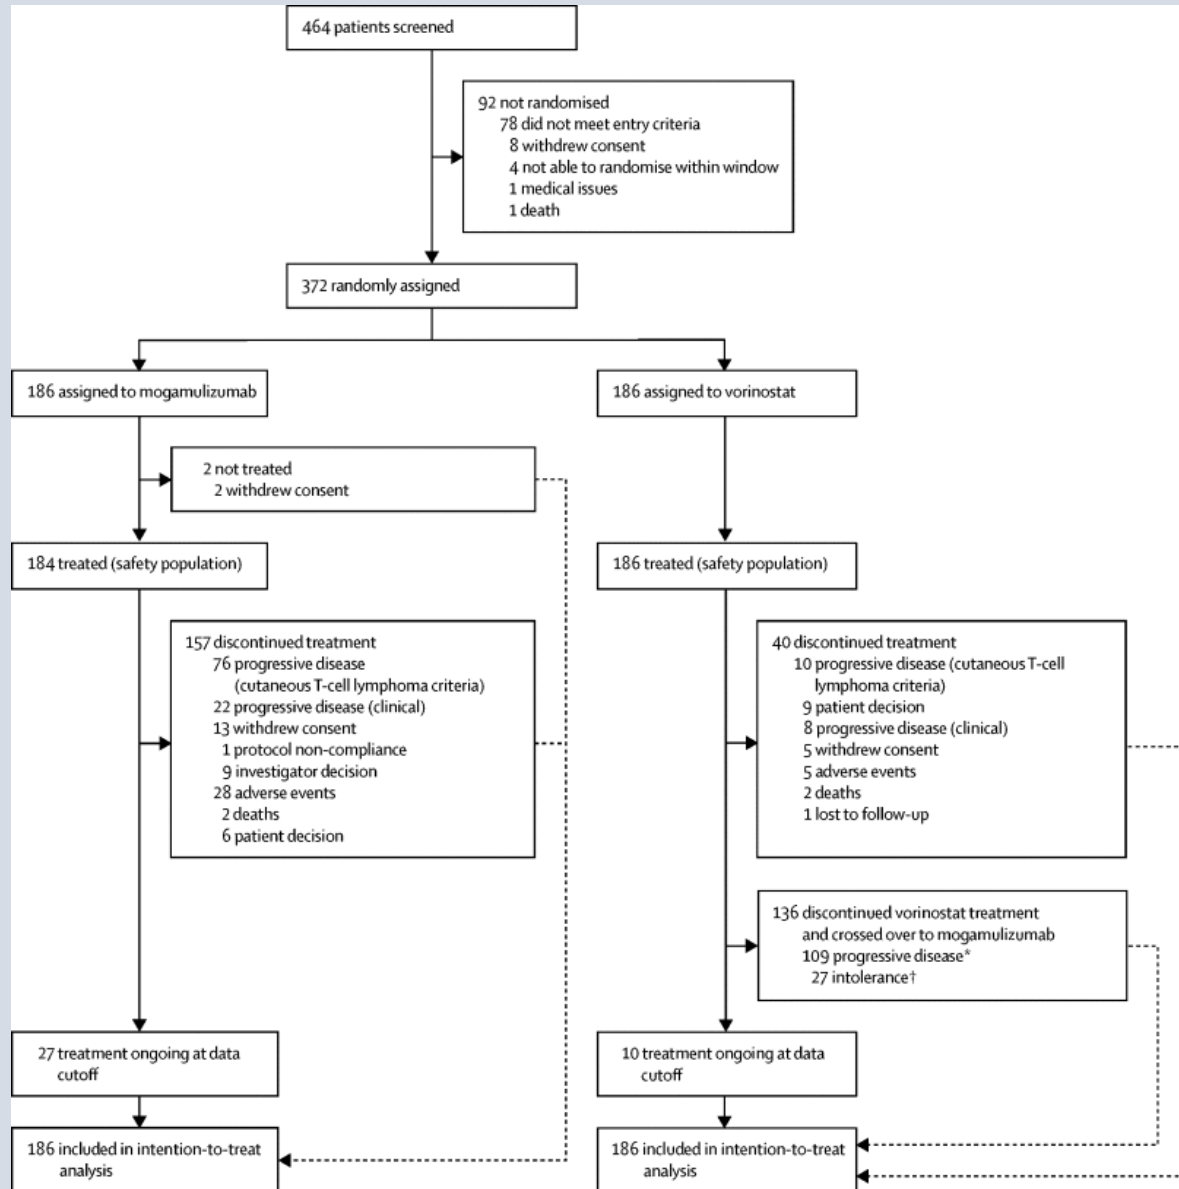 464 patients screened
92 not randomised
78 did not meet entry criteria
8 withdrew consent
4 not able to randomise within window
1 medical issues
1 death
372 randomly assigned
186 assigned to mogamulizumab
186 assigned to vorinostat
2 not treated
2 withdrew consent
184 treated (safety population)
186 treated (safety population)
157 discontinued treatment
76 progressive disease
(cutaneous T-cell lymphoma criteria)
22 progressive disease (clinical)
13 withdrew consent
1 protocol non-compliance
9 investigator decision
28 adverse events
2 deaths
6 patient decision
40 discontinued treatment
10 progressive disease (cutaneous T-cell
lymphoma criteria)
9 patient decision
8 progressive disease (clinical)
5 withdrew consent
5 adverse events
2 deaths
1 lost to follow-up
136 discontinued vorinostat treatment
and crossed over to mogamulizumab
109 progressive disease*
27 intolerance†
27 treatment ongoing at data
cutoff
10 treatment ongoing at data
cutoff
186 included in intention-to-treat
analysis
186 included in intention-to-treat
analysis